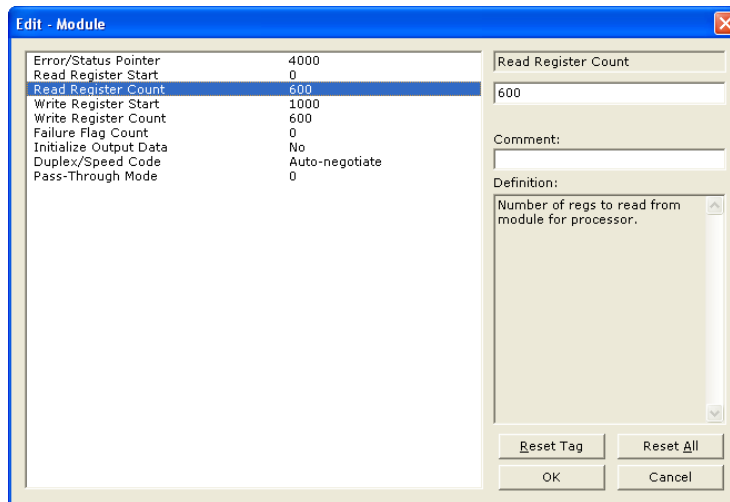 Edit - Module
Error/Status Pointer 4000
Read Register Start 0
Read Register Count 600
Write Register Start 1000
Write Register Count 600
Failure Flag Count 0
Initialize Output Data No
Duplex/Speed Code Auto-negotiate
Pass-Through Mode 0
Read Register Count
600
Comment:
Definition:
Number of regs to read from
module for processor.
Reset Tag Reset All
OK Cancel